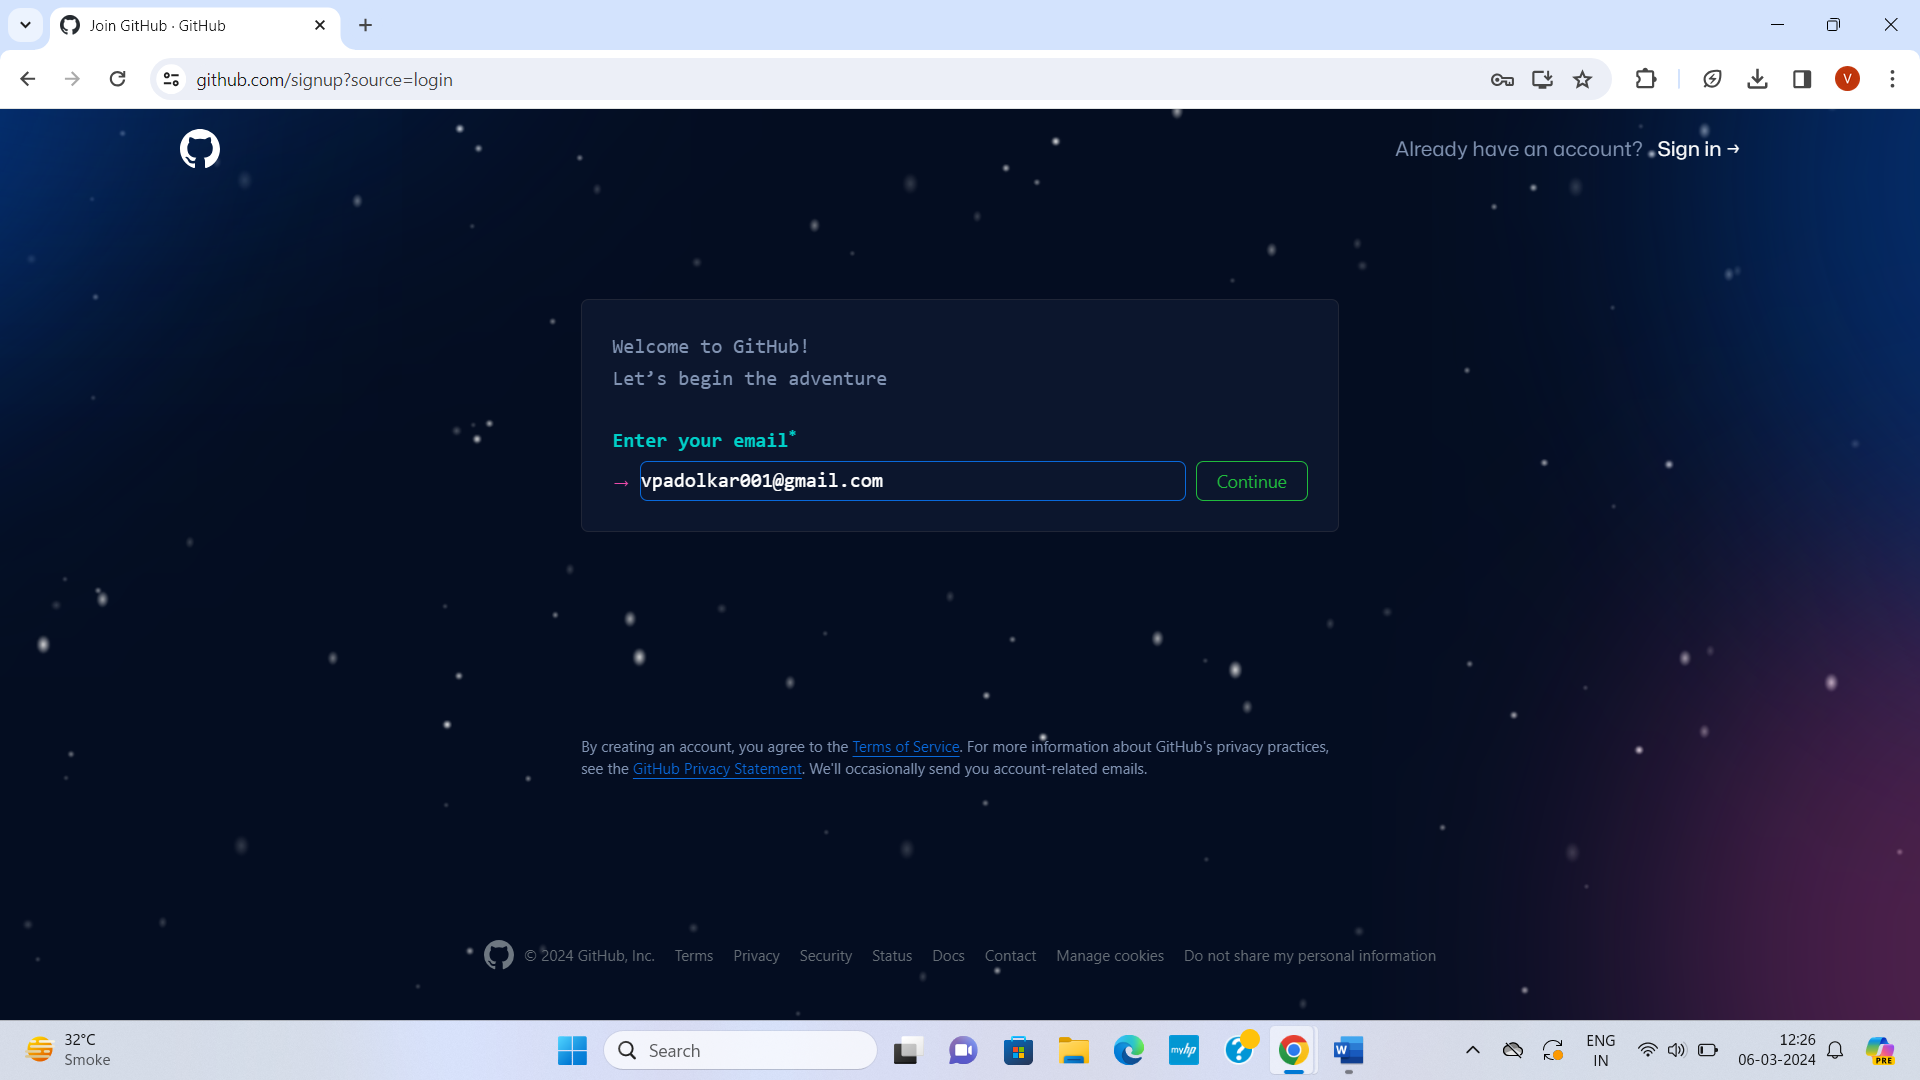 Join GitHub · GitHub
github.com/signup?source=login
V
Already have an account? Sign in →
Welcome to GitHub!
Let’s begin the adventure
Enter your email*
→ vpadolkar001@gmail.com Continue
By creating an account, you agree to the Terms of Service. For more information about GitHub's privacy practices,
see the GitHub Privacy Statement. We'll occasionally send you account-related emails.
© 2024 GitHub, Inc. Terms Privacy Security Status Docs Contact Manage cookies Do not share my personal information
32°C
Smoke
Search
myhp
W
ENG
IN
12:26
06-03-2024
PRE